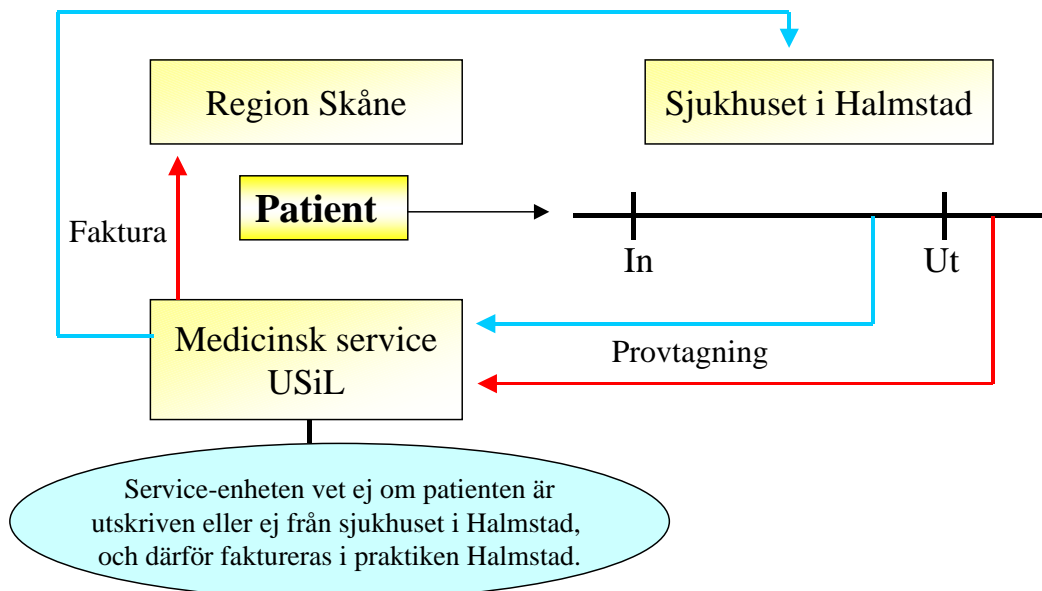 Region Skåne
Sjukhuset i Halmstad
Patient
Faktura
In
Ut
Medicinsk service
USiL
Provtagning
Service-enheten vet ej om patienten är
utskriven eller ej från sjukhuset i Halmstad,
och därför faktureras i praktiken Halmstad.